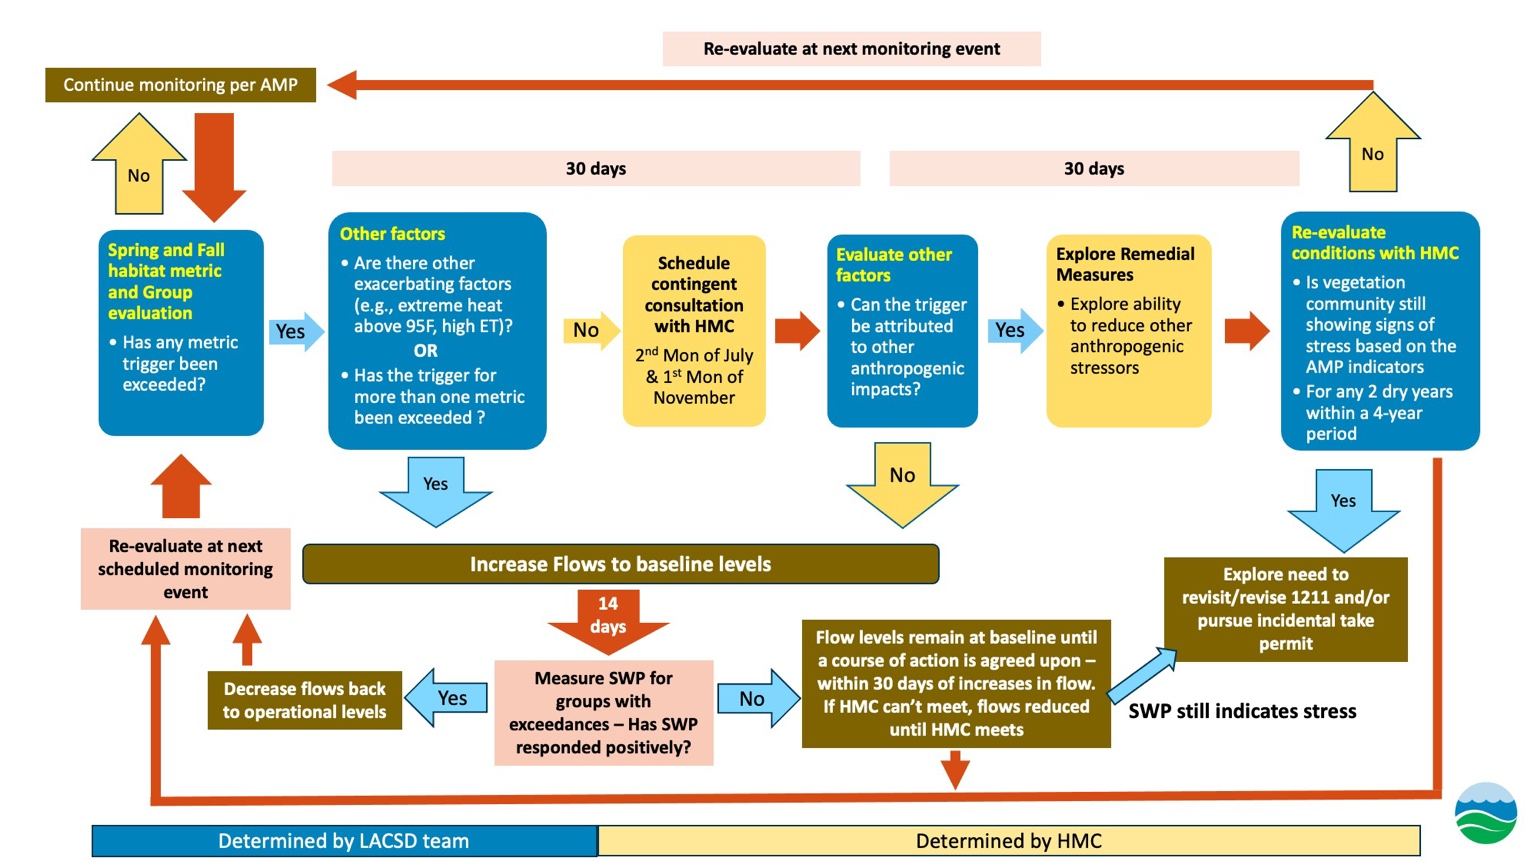 Re-evaluate at next monitoring event
Continue monitoring per AMP
No
No
30 days
30 days
Spring and Fall
habitat metric
and Group
evaluation
• Has any metric
trigger been
exceeded?
Yes
Other factors
• Are there other
exacerbating factors
(e.g., extreme heat
above 95F, high ET)?
OR
• Has the trigger for
more than one metric
been exceeded ?
No
Schedule
contingent
consultation
with HMC
2nd Mon of July
& 1st Mon of
November
Evaluate other
factors
• Can the trigger
be attributed
to other
anthropogenic
impacts?
Yes
Explore Remedial
Measures
• Explore ability
to reduce other
anthropogenic
stressors
Re-evaluate
conditions with HMC
• Is vegetation
community still
showing signs of
stress based on the
AMP indicators
• For any 2 dry years
within a 4-year
period
Yes
No
Yes
Re-evaluate at next
scheduled monitoring
event
Increase Flows to baseline levels
14
days
Explore need to
revisit/revise 1211 and/or
pursue incidental take
permit
Decrease flows back
to operational levels
Yes
Measure SWP for
groups with
exceedances – Has SWP
responded positively?
No
Flow levels remain at baseline until
a course of action is agreed upon –
within 30 days of increases in flow.
If HMC can't meet, flows reduced
until HMC meets
SWP still indicates stress
Determined by LACSD team
Determined by HMC